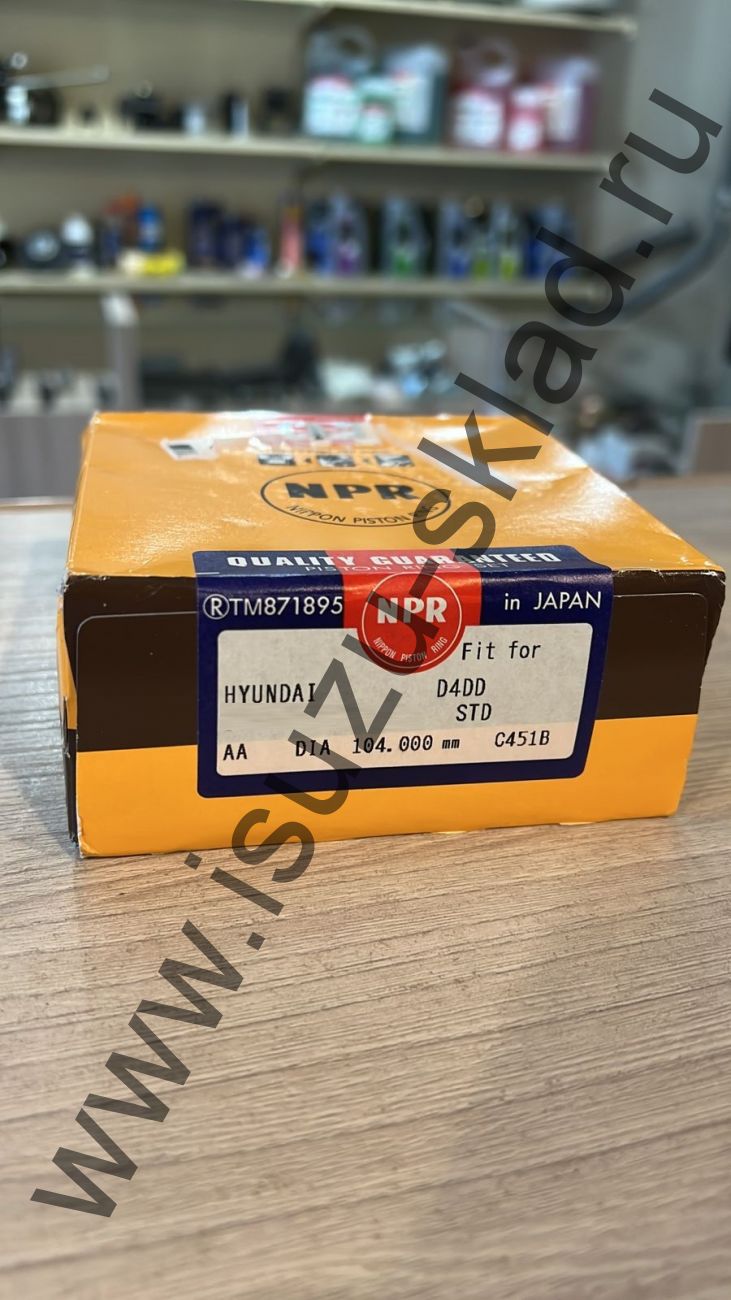 NPR
NIPPON PISTON
QUALITY GUARANTEED
PISTON RING SET
®TM871895
NPR
NIPPON PISTON RING
in JAPAN
Fit for
HYUNDAI D4DD
STD
AA DIA 104.000 mm C451B
www.isuzu-sklad.ru